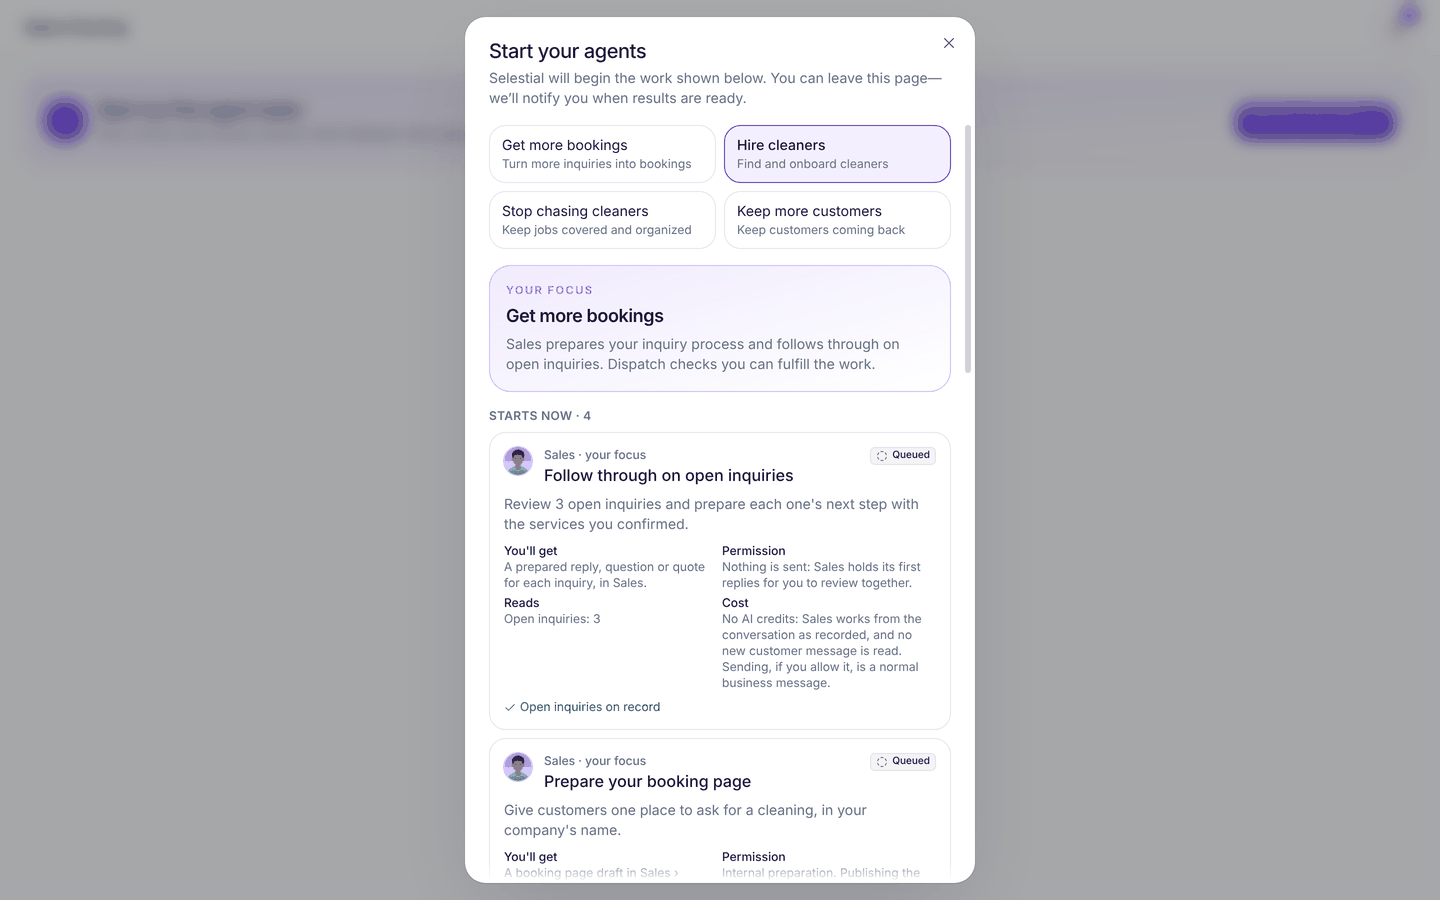 Start your agents
Selestial will begin the work shown below. You can leave this page—
we'll notify you when results are ready.
Get more bookings
Turn more inquiries into bookings
Hire cleaners
Find and onboard cleaners
Stop chasing cleaners
Keep jobs covered and organized
Keep more customers
Keep customers coming back
YOUR FOCUS
Get more bookings
Sales prepares your inquiry process and follows through on
open inquiries. Dispatch checks you can fulfill the work.
STARTS NOW · 4
Sales · your focus
Queued
Follow through on open inquiries
Review 3 open inquiries and prepare each one's next step with
the services you confirmed.
You'll get
A prepared reply, question or quote
for each inquiry, in Sales.
Permission
Nothing is sent: Sales holds its first
replies for you to review together.
Reads
Open inquiries: 3
Cost
No AI credits: Sales works from the
conversation as recorded, and no
new customer message is read.
Sending, if you allow it, is a normal
business message.
Open inquiries on record
Sales · your focus
Queued
Prepare your booking page
Give customers one place to ask for a cleaning, in your
company's name.
You'll get
A booking page draft in Sales ›
Permission
Internal preparation. Publishing the